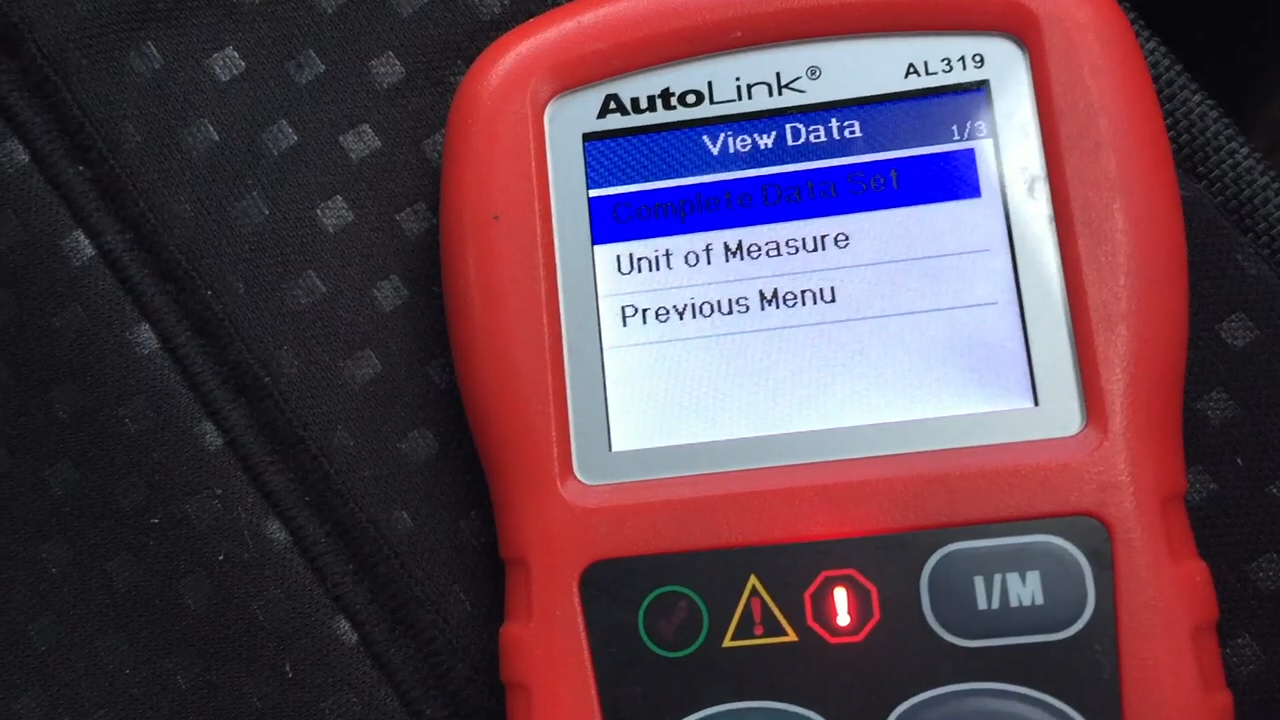 AutoLink® AL319
View Data 1/3
Complete Data Set
Unit of Measure
Previous Menu
! !
I/M